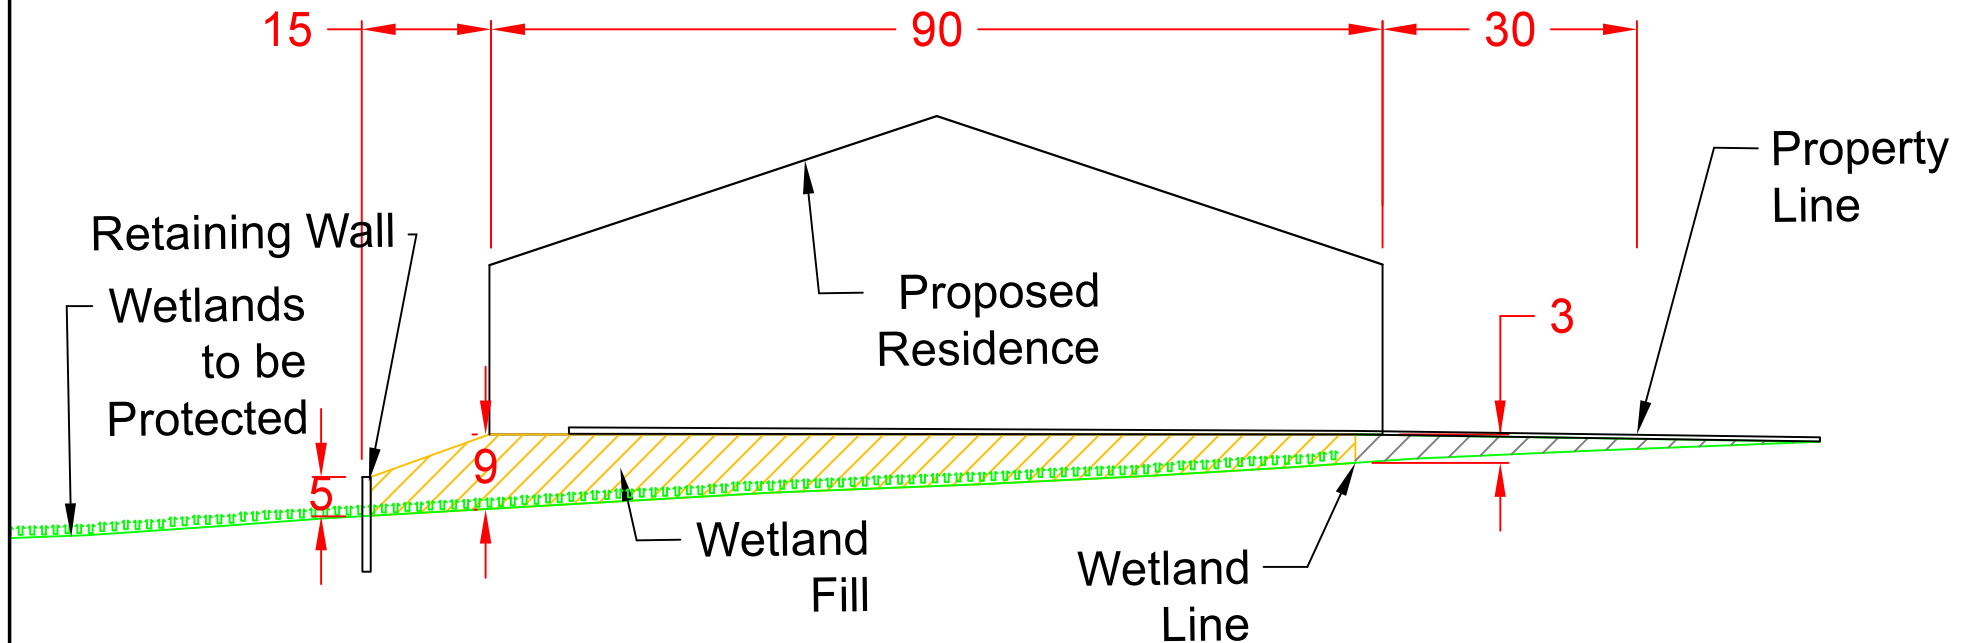 15
90
30
Property
Line
Retaining Wall
Wetlands
to be
Protected
Proposed
Residence
3
9
5
Wetland
Fill
Wetland
Line